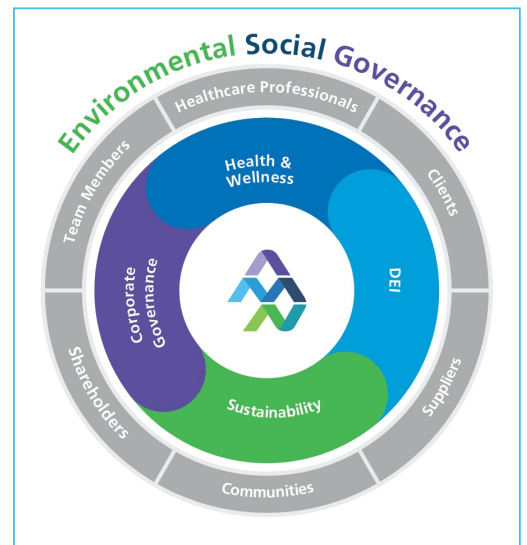 Environmental Social Governance
Healthcare Professionals
Clients
Suppliers
Communities
Shareholders
Team Members
Health &
Wellness
DEI
Sustainability
Corporate
Governance